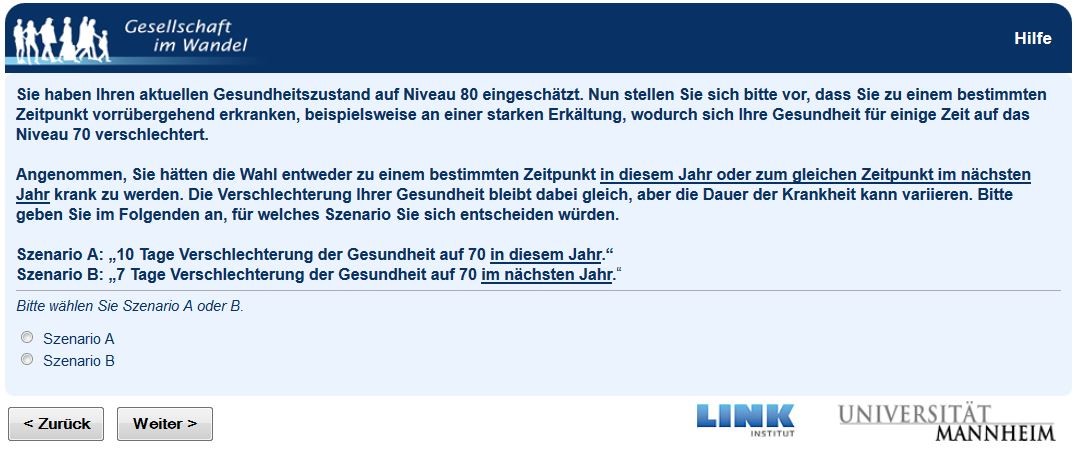 Gesellschaft
im Wandel
Hilfe
Sie haben Ihren aktuellen Gesundheitszustand auf Niveau 80 eingeschätzt. Nun stellen Sie sich bitte vor, dass Sie zu einem bestimmten
Zeitpunkt vorrübergehend erkranken, beispielsweise an einer starken Erkältung, wodurch sich Ihre Gesundheit für einige Zeit auf das
Niveau 70 verschlechtert.
Angenommen, Sie hätten die Wahl entweder zu einem bestimmten Zeitpunkt in diesem Jahr oder zum gleichen Zeitpunkt im nächsten
Jahr krank zu werden. Die Verschlechterung Ihrer Gesundheit bleibt dabei gleich, aber die Dauer der Krankheit kann variieren. Bitte
geben Sie im Folgenden an, für welches Szenario Sie sich entscheiden würden.
Szenario A: „10 Tage Verschlechterung der Gesundheit auf 70 in diesem Jahr.“
Szenario B: „7 Tage Verschlechterung der Gesundheit auf 70 im nächsten Jahr.“
Bitte wählen Sie Szenario A oder B.
Szenario A
Szenario B
< Zurück
Weiter >
LINK
INSTITUT
UNIVERSITÄT
MANNHEIM